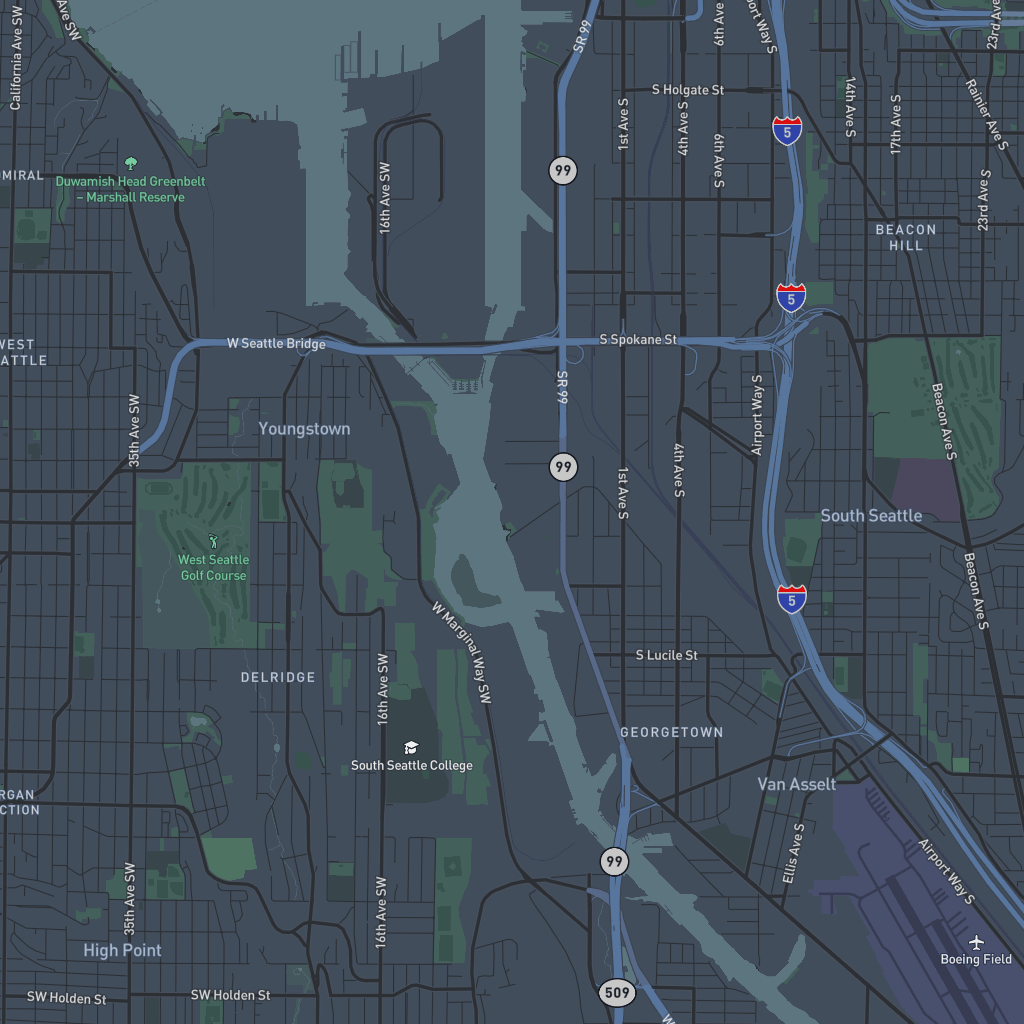 Ave SW
SR 99
6th Ave S
Airport Way S
23rd Ave
California Ave SW
S Holgate St
1st Ave S
4th Ave S
14th Ave S
17th Ave S
Rainier Ave S
5
6th Ave S
99
16th Ave SW
Duwamish Head Greenbelt
– Marshall Reserve
23rd Ave S
BEACON
HILL
5
W Seattle Bridge
S Spokane St
SR 99
Airport Way S
Beacon Ave S
35th Ave SW
Youngstown
99
4th Ave S
1st Ave S
South Seattle
West Seattle
Golf Course
Beacon Ave S
5
W Marginal Way SW
S Lucile St
16th Ave SW
DELRIDGE
GEORGETOWN
South Seattle College
Van Asselt
Ellis Ave S
99
Airport Way S
35th Ave SW
16th Ave SW
High Point
Boeing Field
509
SW Holden St
SW Holden St